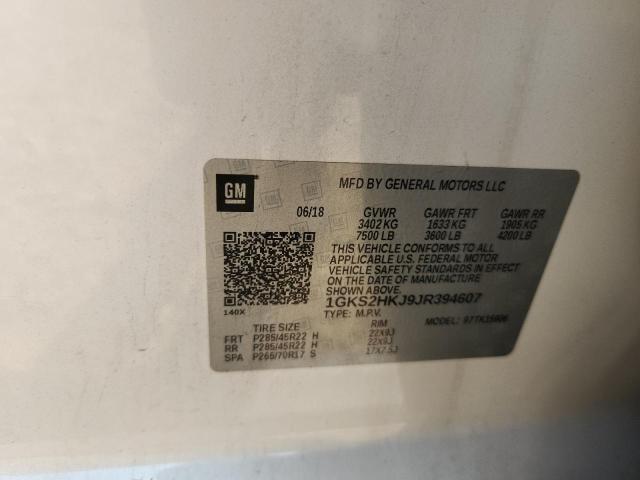 GM
MFD BY GENERAL MOTORS LLC
06/18 GVWR GAWR FRT GAWR RR
3402 KG 1633 KG 1905 KG
7500 LB 3600 LB 4200 LB
THIS VEHICLE CONFORMS TO ALL
APPLICABLE U.S. FEDERAL MOTOR
VEHICLE SAFETY STANDARDS IN EFFECT
ON THE DATE OF MANUFACTURE
SHOWN ABOVE.
1GKS2HKJ9JR394607
140X
TYPE: M.P.V. MODEL:
TIRE SIZE RIM
FRT P285/45R22 H 22X9J
RR P285/45R22 H 22X9J
SPA P265/70R17 S 17X7.5J